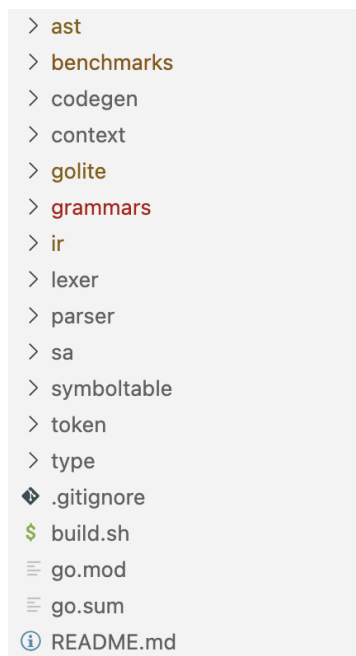 ast
benchmarks
codegen
context
golite
grammars
ir
lexer
parser
sa
symboltable
token
type
.gitignore
$ build.sh
go.mod
go.sum
README.md